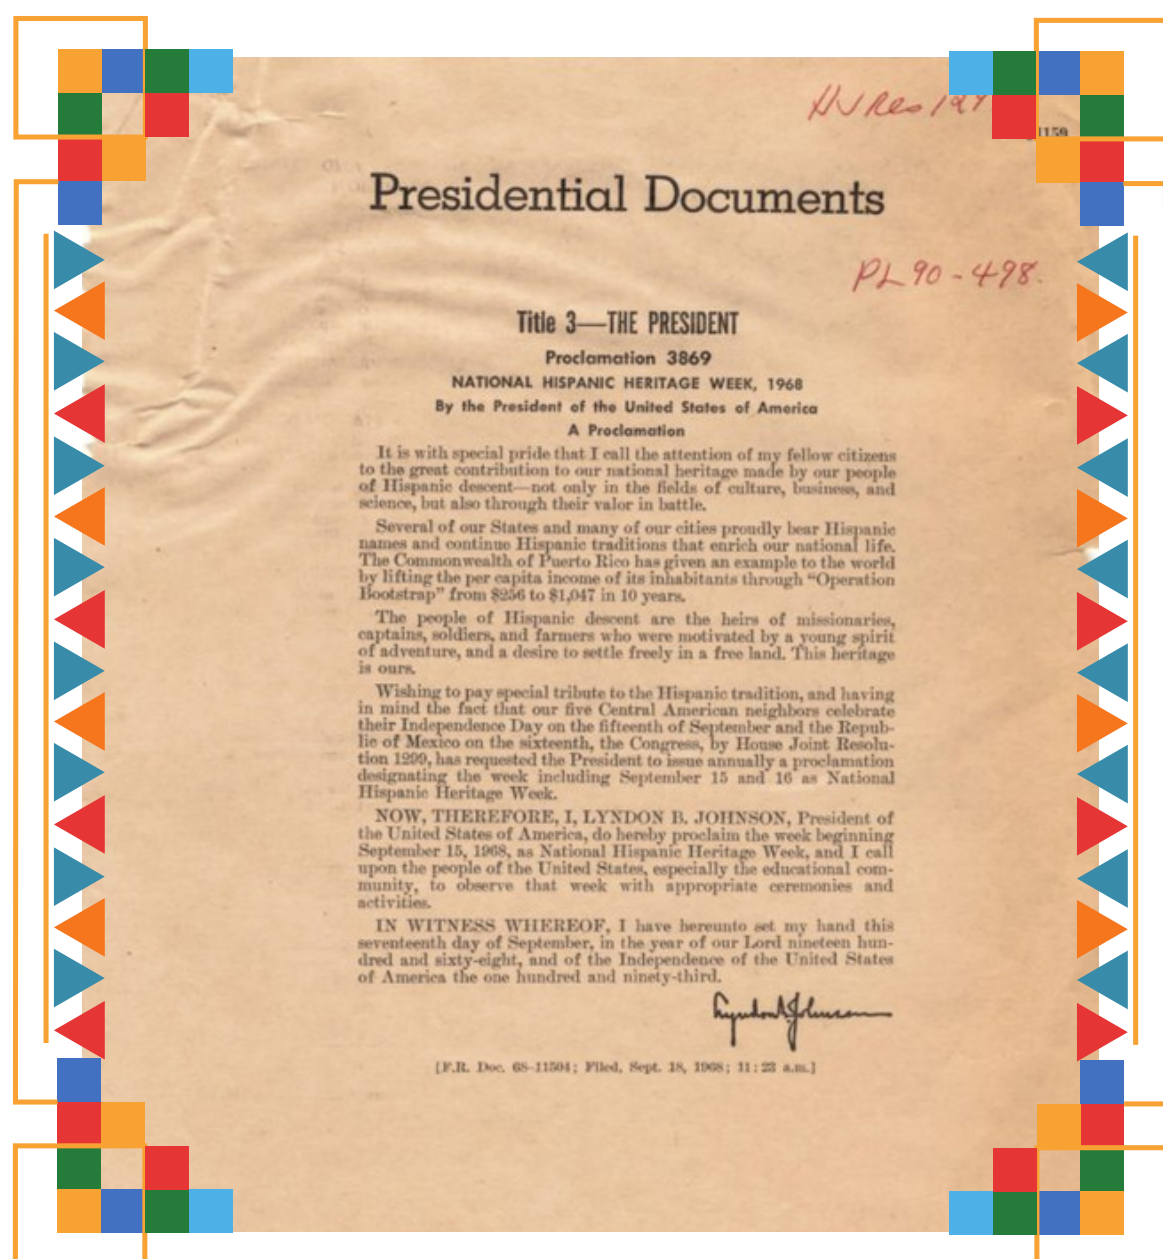 HJ Res 129
1159
Presidential Documents
PL 90-498.
Title 3—THE PRESIDENT
Proclamation 3869
NATIONAL HISPANIC HERITAGE WEEK, 1968
By the President of the United States of America
A Proclamation
It is with special pride that I call the attention of my fellow citizens
to the great contribution to our national heritage made by our people
of Hispanic descent—not only in the fields of culture, business, and
science, but also through their valor in battle.
Several of our States and many of our cities proudly bear Hispanic
names and continue Hispanic traditions that enrich our national life.
The Commonwealth of Puerto Rico has given an example to the world
by lifting the per capita income of its inhabitants through “Operation
Bootstrap” from $256 to $1,047 in 10 years.
The people of Hispanic descent are the heirs of missionaries,
captains, soldiers, and farmers who were motivated by a young spirit
of adventure, and a desire to settle freely in a free land. This heritage
is ours.
Wishing to pay special tribute to the Hispanic tradition, and having
in mind the fact that our five Central American neighbors celebrate
their Independence Day on the fifteenth of September and the Repub-
lic of Mexico on the sixteenth, the Congress, by House Joint Resolu-
tion 1299, has requested the President to issue annually a proclamation
designating the week including September 15 and 16 as National
Hispanic Heritage Week.
NOW, THEREFORE, I, LYNDON B. JOHNSON, President of
the United States of America, do hereby proclaim the week beginning
September 15, 1968, as National Hispanic Heritage Week, and I call
upon the people of the United States, especially the educational com-
munity, to observe that week with appropriate ceremonies and
activities.
IN WITNESS WHEREOF, I have hereunto set my hand this
seventeenth day of September, in the year of our Lord nineteen hun-
dred and sixty-eight, and of the Independence of the United States
of America the one hundred and ninety-third.
Lyndon B Johnson
[F.R. Doc. 68-11504; Filed, Sept. 18, 1968; 11:23 a.m.]